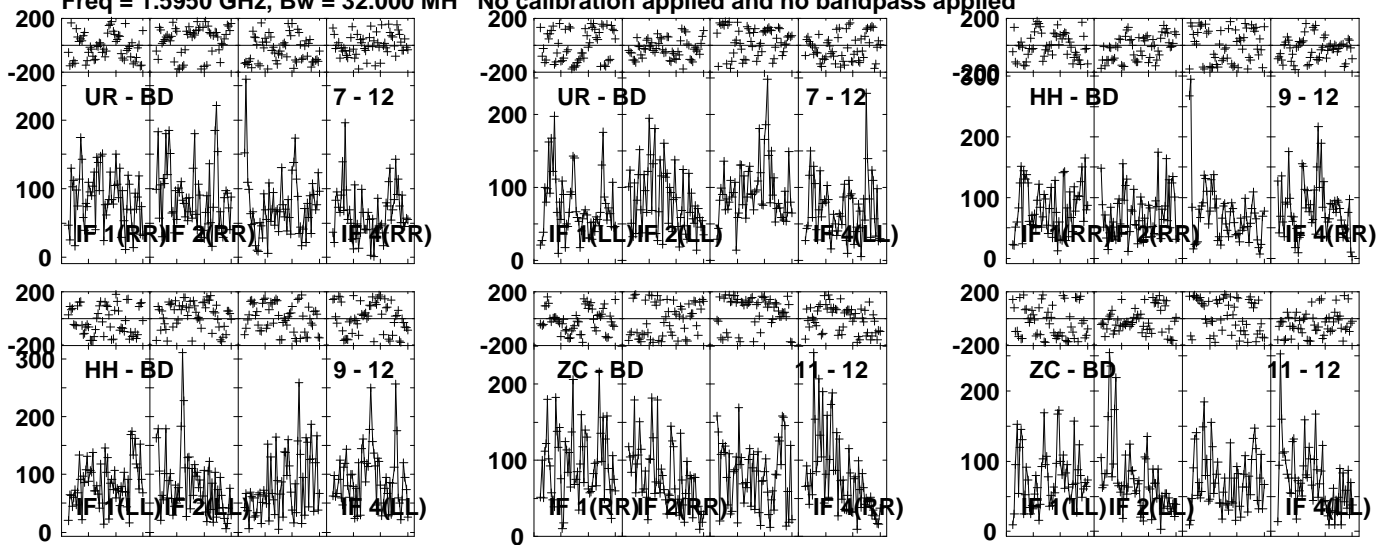 Freq = 1.5950 GHz, Bw = 32.000 MH No calibration applied and no bandpass applied
200
-200
UR - BD 7 - 12
200
100
0
IF 1(RR) IF 2(RR) IF 4(RR)
200
-200
UR - BD 7 - 12
200
100
0
IF 1(LL) IF 2(LL) IF 4(LL)
200
-200
300
HH - BD 9 - 12
200
100
0
IF 1(RR) IF 2(RR) IF 4(RR)
200
-200
300
HH - BD 9 - 12
200
100
0
IF 1(LL) IF 2(LL) IF 4(LL)
200
-200
ZC - BD 11 - 12
200
100
0
IF 1(RR) IF 2(RR) IF 4(RR)
200
-200
ZC - BD 11 - 12
200
100
0
IF 1(LL) IF 2(LL) IF 4(LL)